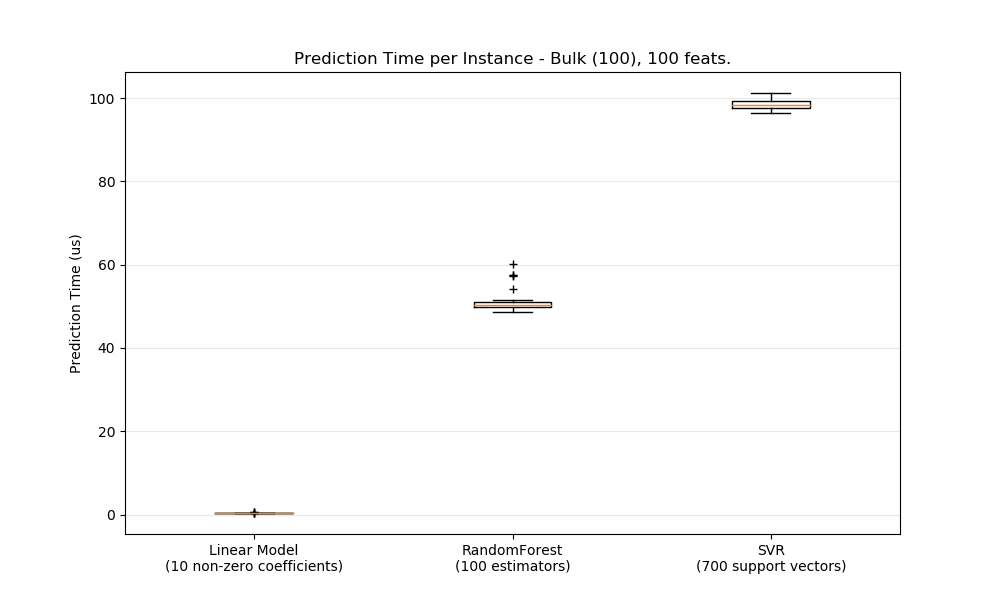 Prediction Time per Instance - Bulk (100), 100 feats.
Prediction Time (us)
100
80
60
40
20
0
Linear Model
(10 non-zero coefficients)
RandomForest
(100 estimators)
SVR
(700 support vectors)